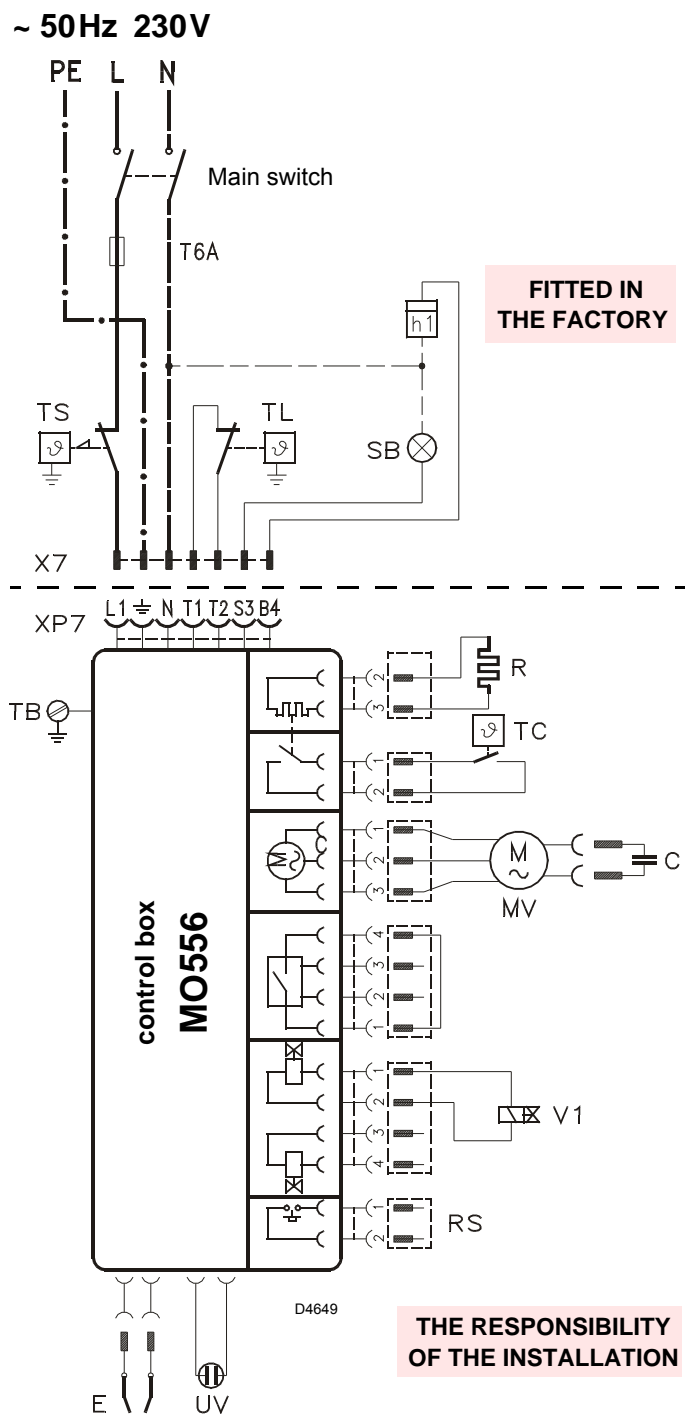 ~ 50Hz 230V
PE L N
Main switch
T6A
FITTED IN
THE FACTORY
h1
TS
ϑ
TL
ϑ
SB
X7
XP7
L1 N T1 T2 S3 B4
TB
2
3
R
ϑ
TC
1
2
C
M
~
1
2
3
M
~
MV
C
control box
MO556
4
3
2
1
1
2
3
4
V1
1
2
RS
D4649
THE RESPONSIBILITY
OF THE INSTALLATION
E
UV